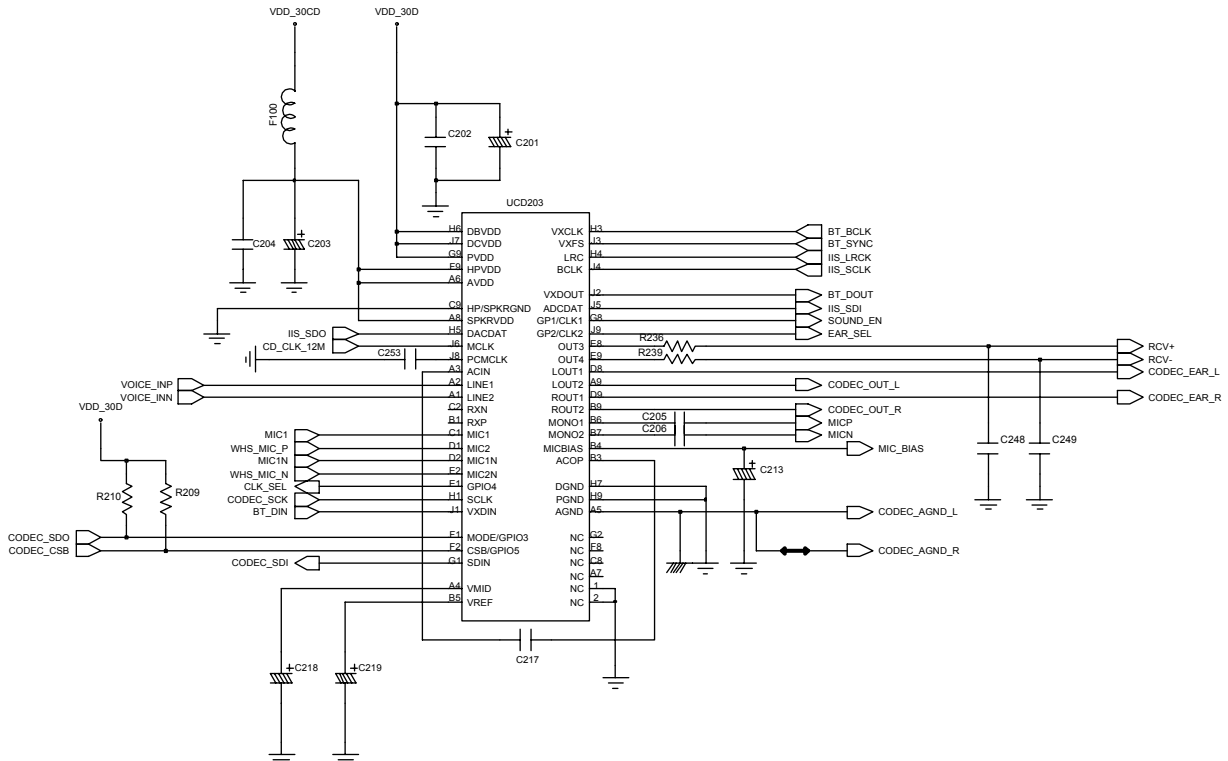 VDD_30CD
VDD_30D
F100
C202
C201
C204
C203
UCD203
H6 DBVDD
J7 DCVDD
G9 PVDD
F9 HPVDD
A6 AVDD
C9 HP/SPKRGND
A8 SPKRVDD
IIS_SDO H5 DACDAT
CD_CLK_12M J6 MCLK
C253 J8 PCMCLK
A3 ACIN
VOICE_INP A2 LINE1
VOICE_INN A1 LINE2
C2 RXN
B1 RXP
MIC1 C1 MIC1
WHS_MIC_P D1 MIC2
MIC1N D2 MIC1N
WHS_MIC_N E2 MIC2N
CLK_SEL E1 GPIO4
CODEC_SCK H1 SCLK
BT_DIN J1 VXDIN
VDD_30D
R210
R209
CODEC_SDO F1 MODE/GPIO3
CODEC_CSB F2 CSB/GPIO5
CODEC_SDI G1 SDIN
A4 VMID
B5 VREF
VXCLK H3 BT_BCLK
VXFS J3 BT_SYNC
LRC H4 IIS_LRCK
BCLK J4 IIS_SCLK
VXDOUT J2 BT_DOUT
ADCDAT J5 IIS_SDI
GP1/CLK1 G8 SOUND_EN
GP2/CLK2 J9 EAR_SEL
OUT3 E8 R236 RCV+
OUT4 E9 R239 RCV-
LOUT1 D8 CODEC_EAR_L
LOUT2 A9 CODEC_OUT_L
ROUT1 D9 CODEC_EAR_R
ROUT2 B9 CODEC_OUT_R
MONO1 B6 C205 MICP
MONO2 B7 C206 MICN
MICBIAS B4 MIC_BIAS
ACOP B3
C213
C248
C249
DGND H7
PGND H9
AGND A5 CODEC_AGND_L
CODEC_AGND_R
NC G2
NC F8
NC C8
NC A7
NC 1
NC 2
C217
C218
C219